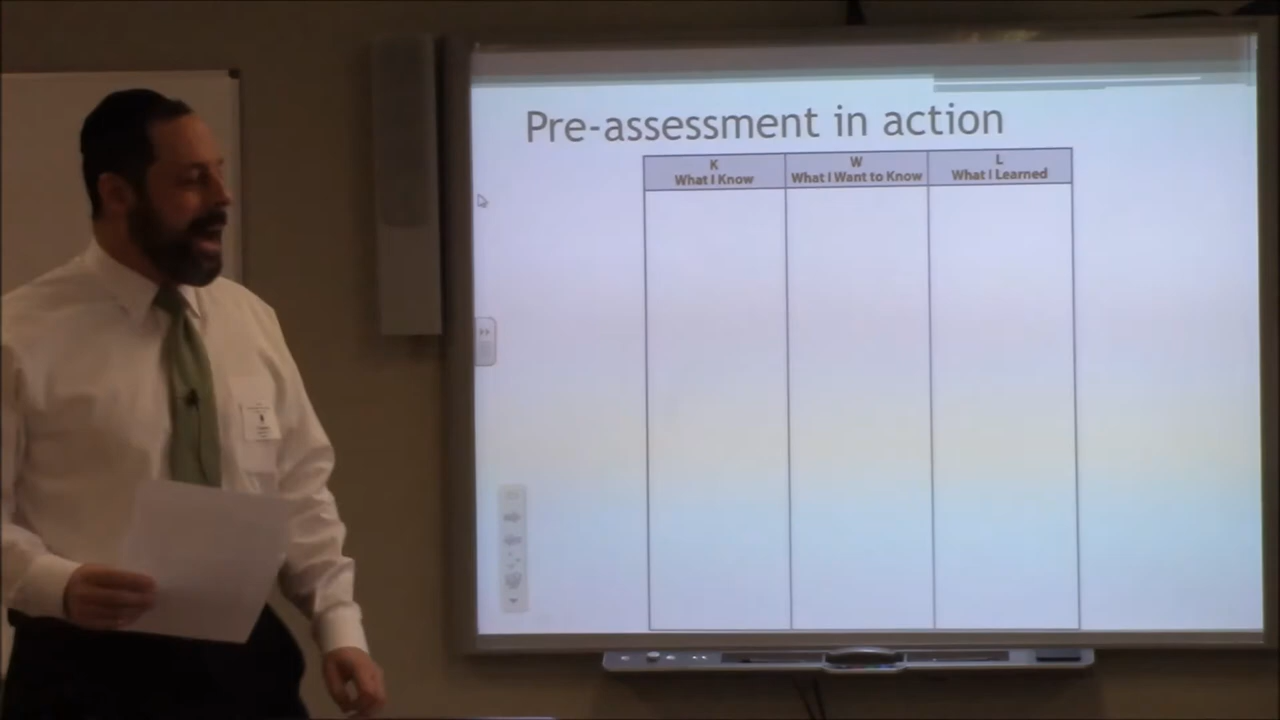 Pre-assessment in action
K
What I Know
W
What I Want to Know
L
What I Learned